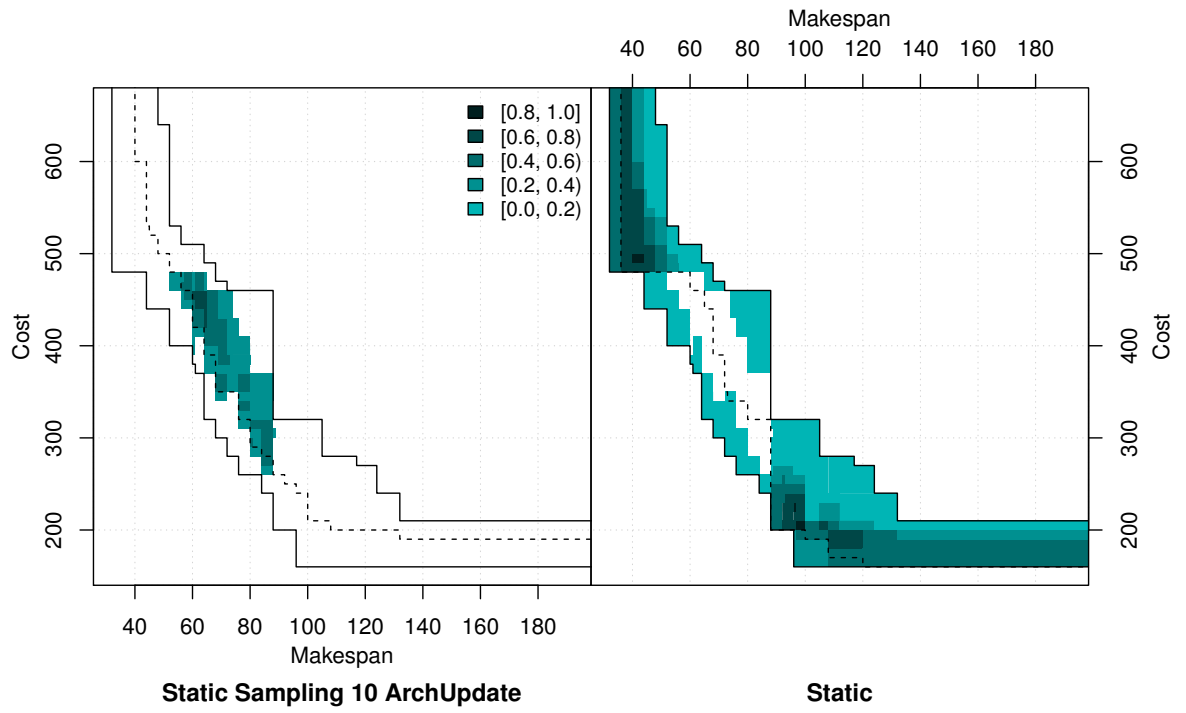 Makespan
40 60 80 100 120 140 160 180
[0.8, 1.0]
[0.6, 0.8)
[0.4, 0.6)
[0.2, 0.4)
[0.0, 0.2)
Cost
200 300 400 500 600
200 300 400 500 600
Cost
40 60 80 100 120 140 160 180
Makespan
Static Sampling 10 ArchUpdate
Static